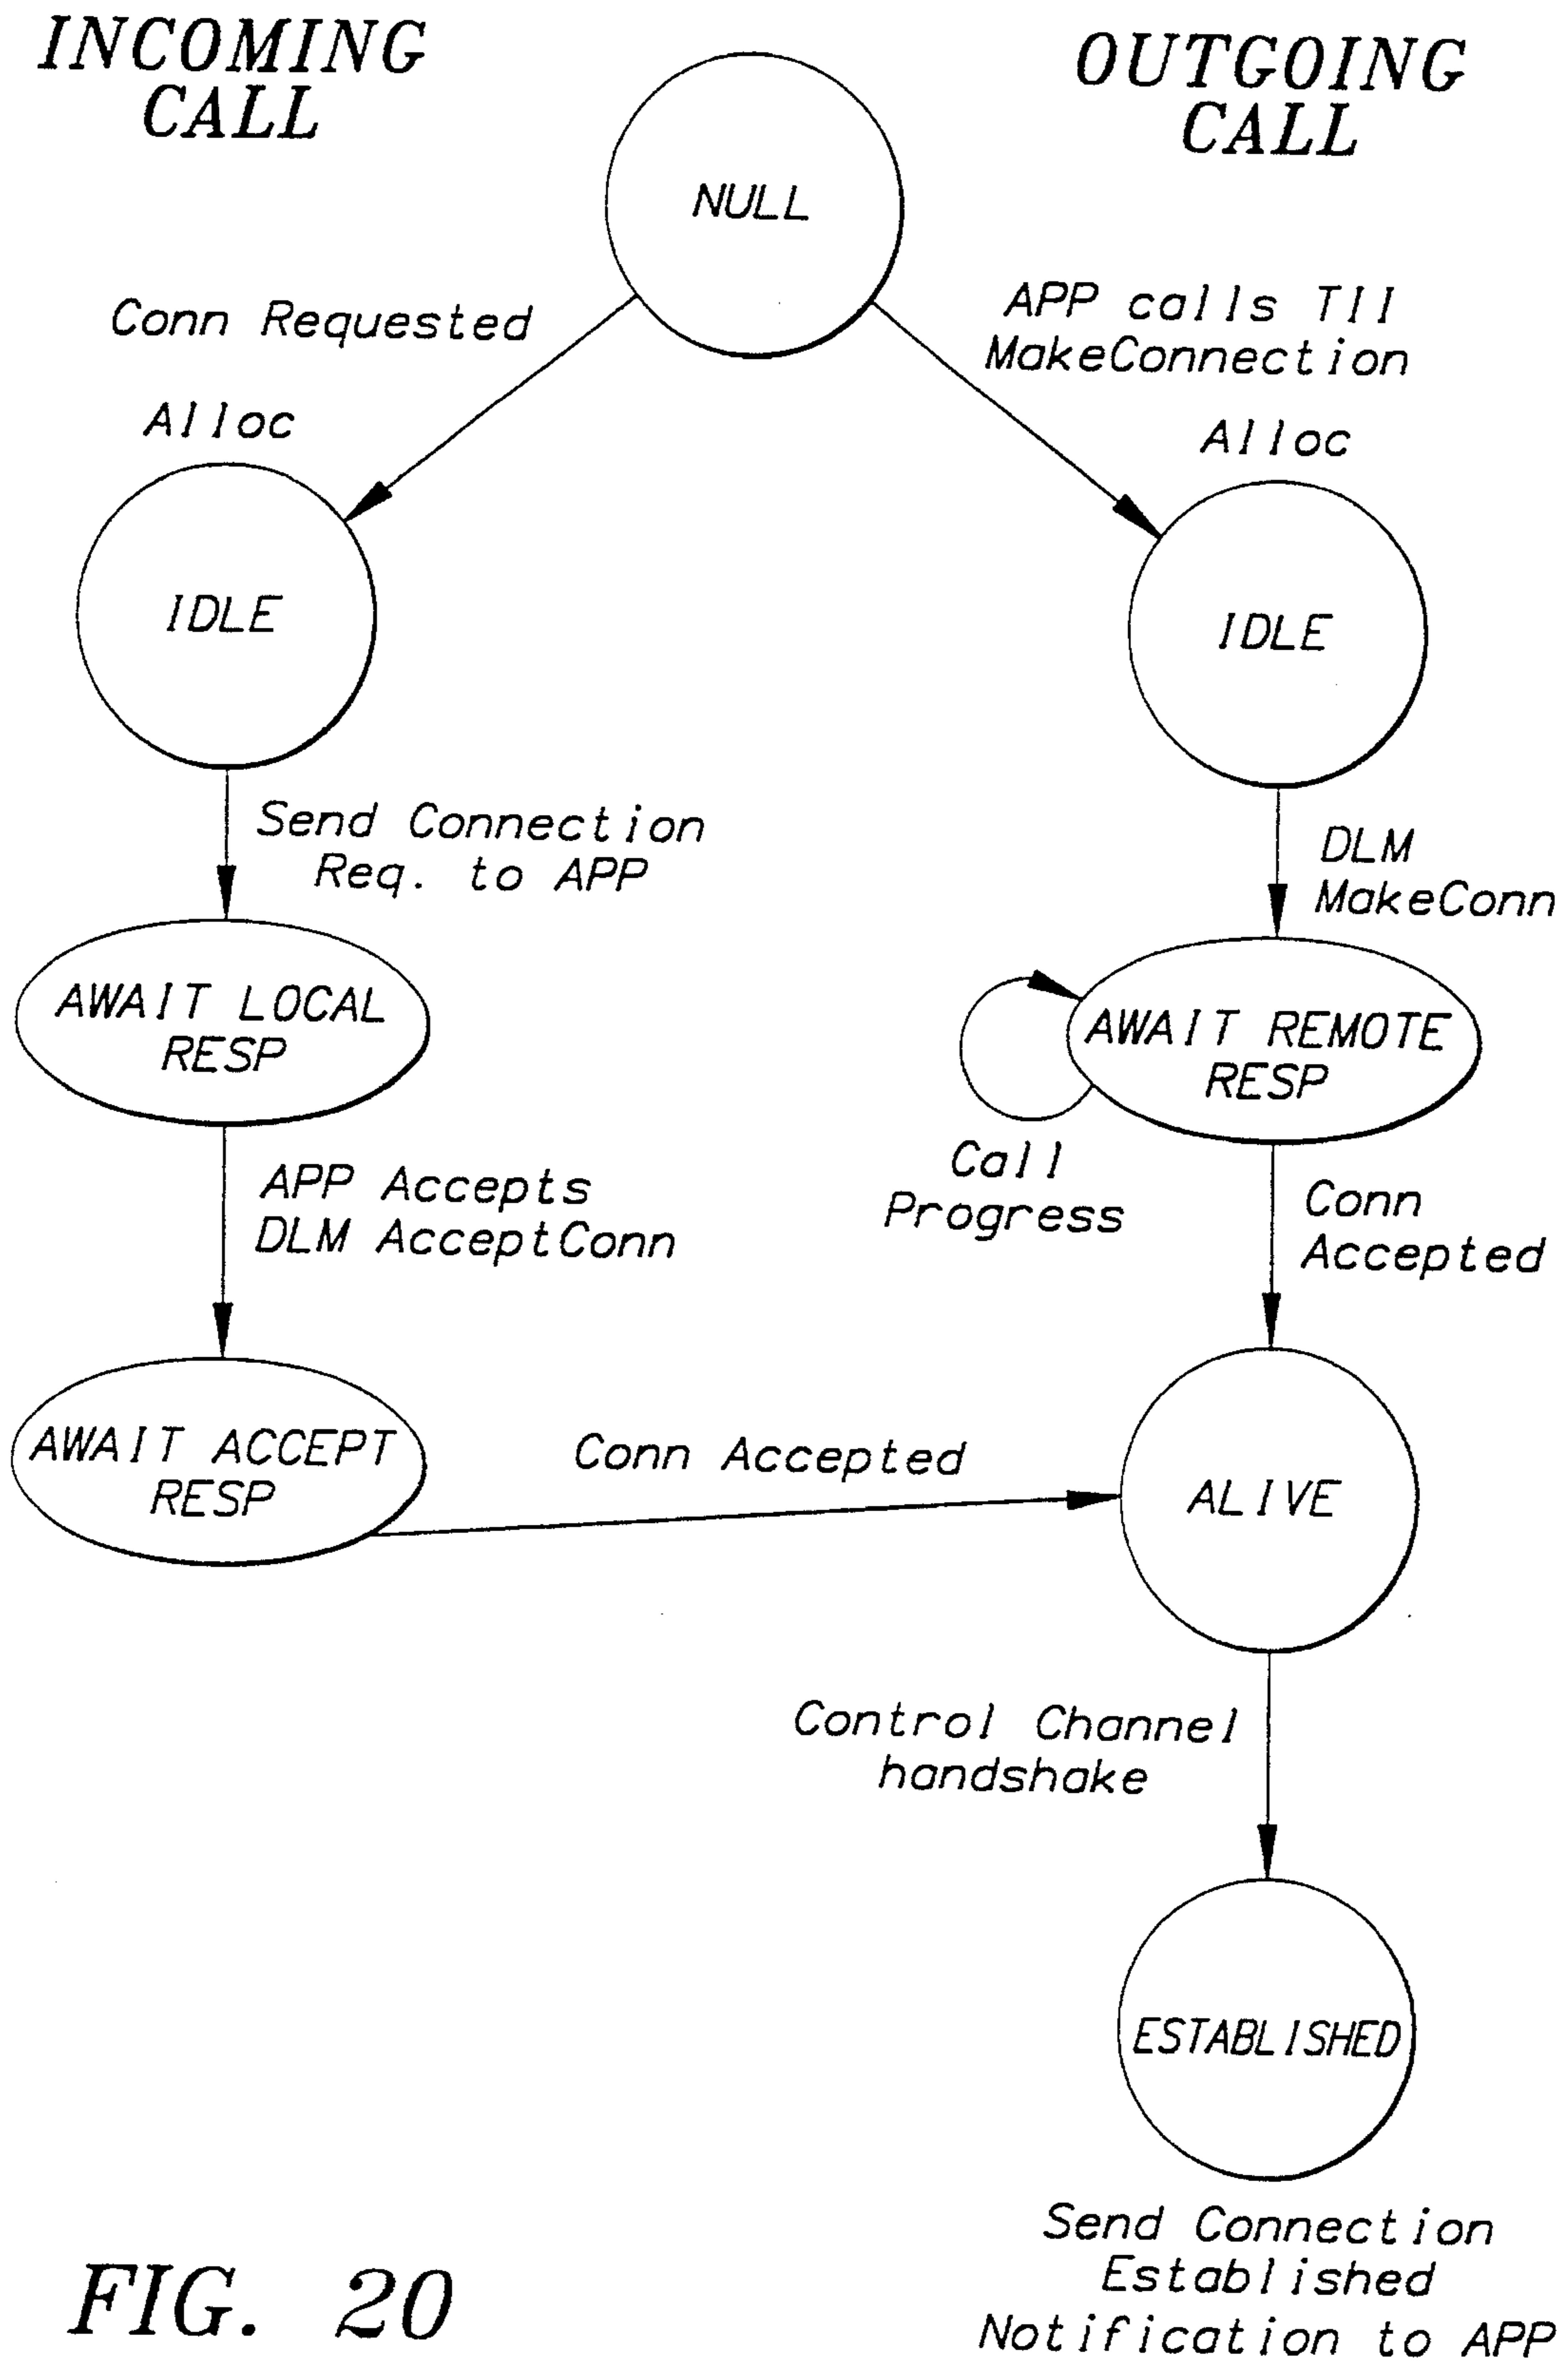 INCOMING
CALL
OUTGOING
CALL
NULL
Conn Requested
APP calls TII
MakeConnection
Alloc
Alloc
IDLE
IDLE
Send Connection
Req. to APP
DLM
MakeConn
AWAIT LOCAL
RESP
AWAIT REMOTE
RESP
Call
Progress
APP Accepts
DLM AcceptConn
Conn
Accepted
AWAIT ACCEPT
RESP
Conn Accepted
ALIVE
Control Channel
handshake
ESTABLISHED
Send Connection
Established
Notification to APP
FIG. 20